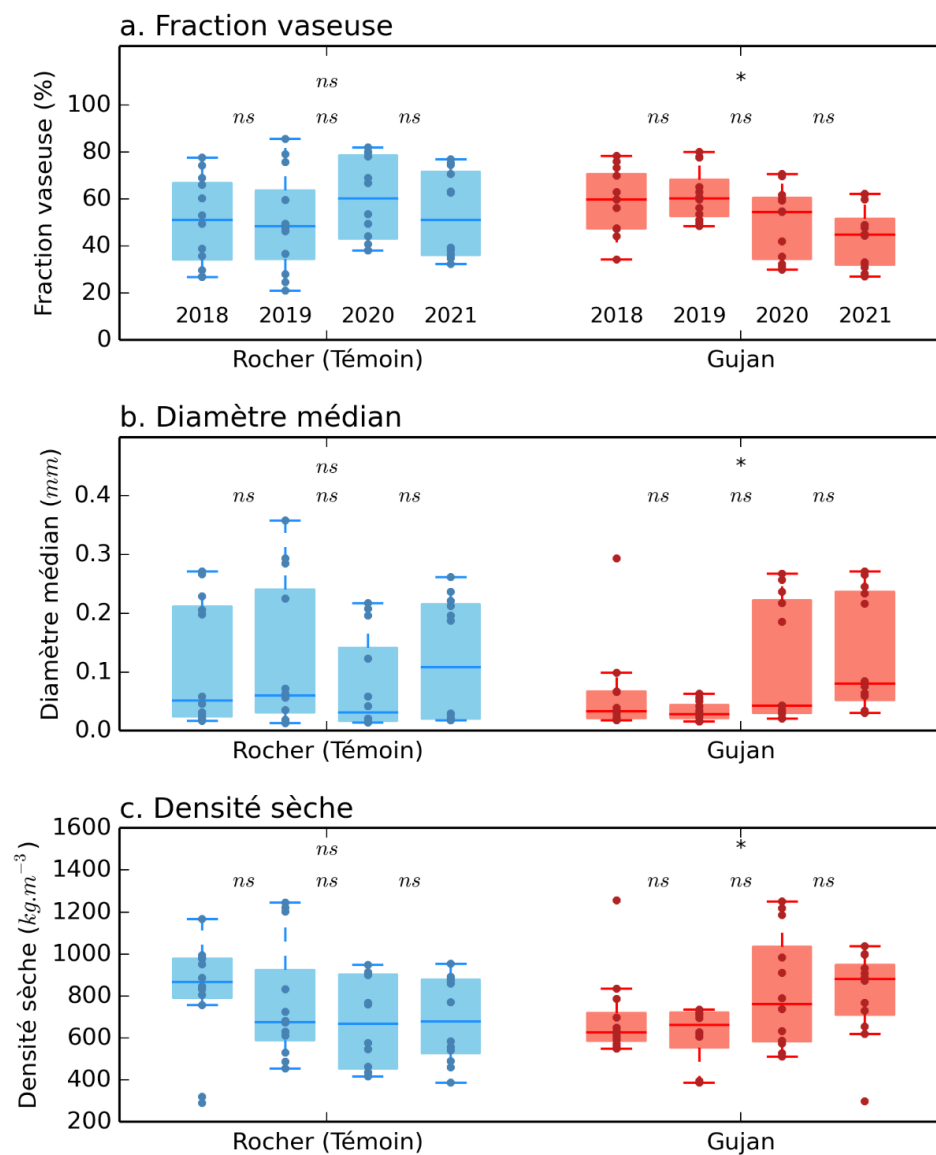 a. Fraction vaseuse
Fraction vaseuse (%)
100
80
60
40
20
0
ns *
ns ns ns ns ns ns
2018 2019 2020 2021 2018 2019 2020 2021
Rocher (Témoin) Gujan
b. Diamètre médian
Diamètre médian (mm)
0.4
0.3
0.2
0.1
0.0
ns *
ns ns ns ns ns ns
Rocher (Témoin) Gujan
c. Densité sèche
Densité sèche (kg.m⁻³)
1600
1400
1200
1000
800
600
400
200
ns *
ns ns ns ns ns ns
Rocher (Témoin) Gujan